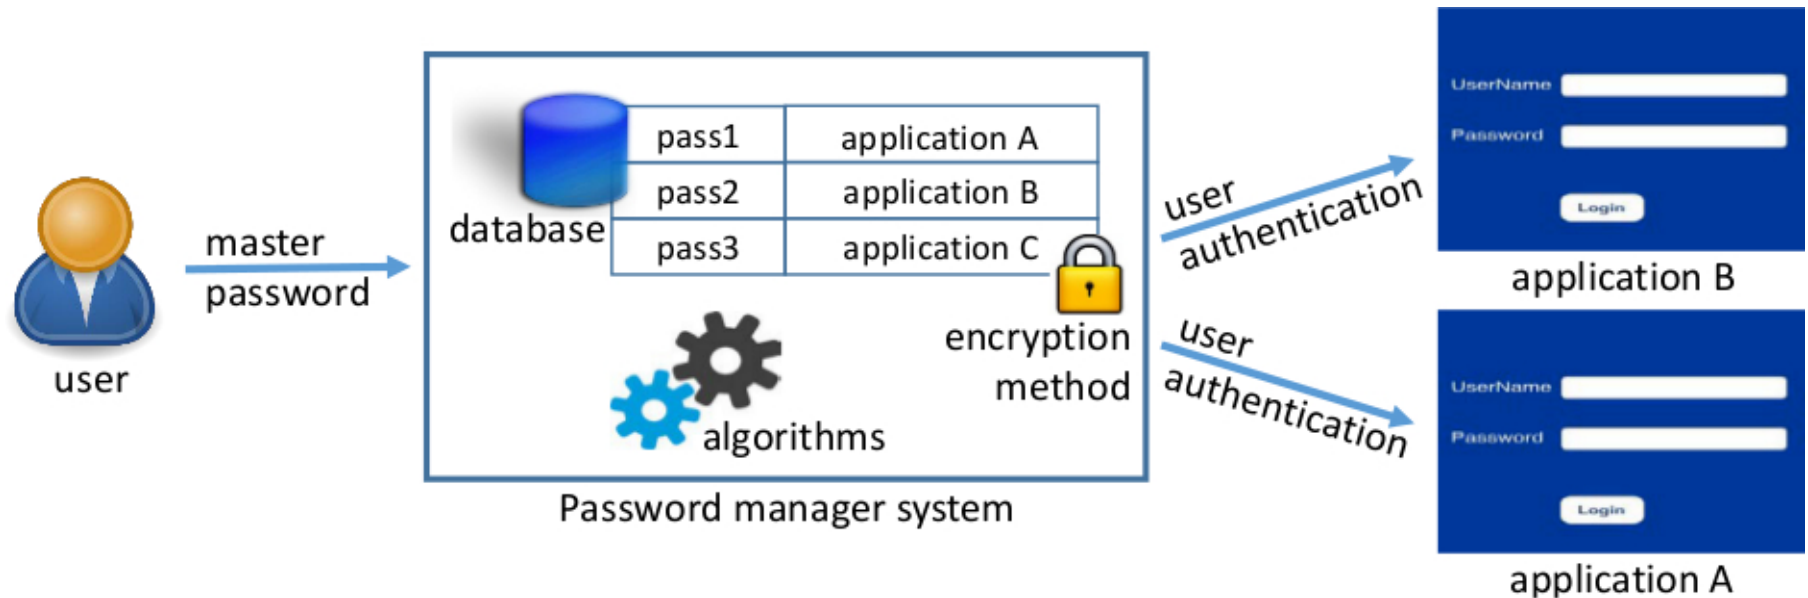 user
master
password
database
pass1 application A
pass2 application B
pass3 application C
encryption
method
algorithms
Password manager system
user
authentication
user
authentication
UserName
Password
Login
application B
UserName
Password
Login
application A